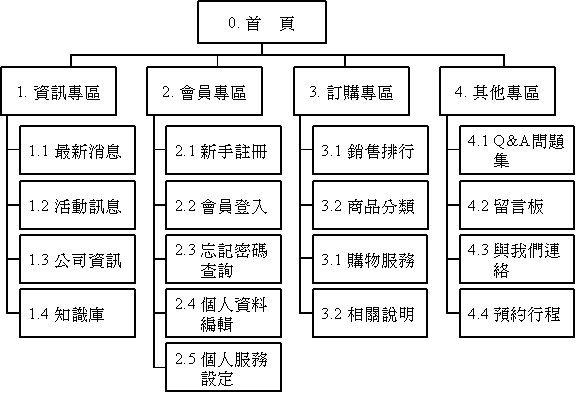 0. 首　頁
1. 資訊專區
1.1 最新消息
1.2 活動訊息
1.3 公司資訊
1.4 知識庫
2. 會員專區
2.1 新手註冊
2.2 會員登入
2.3 忘記密碼
查詢
2.4 個人資料
編輯
2.5 個人服務
設定
3. 訂購專區
3.1 銷售排行
3.2 商品分類
3.1 購物服務
3.2 相關說明
4. 其他專區
4.1 Q&A問題
集
4.2 留言板
4.3 與我們連
絡
4.4 預約行程